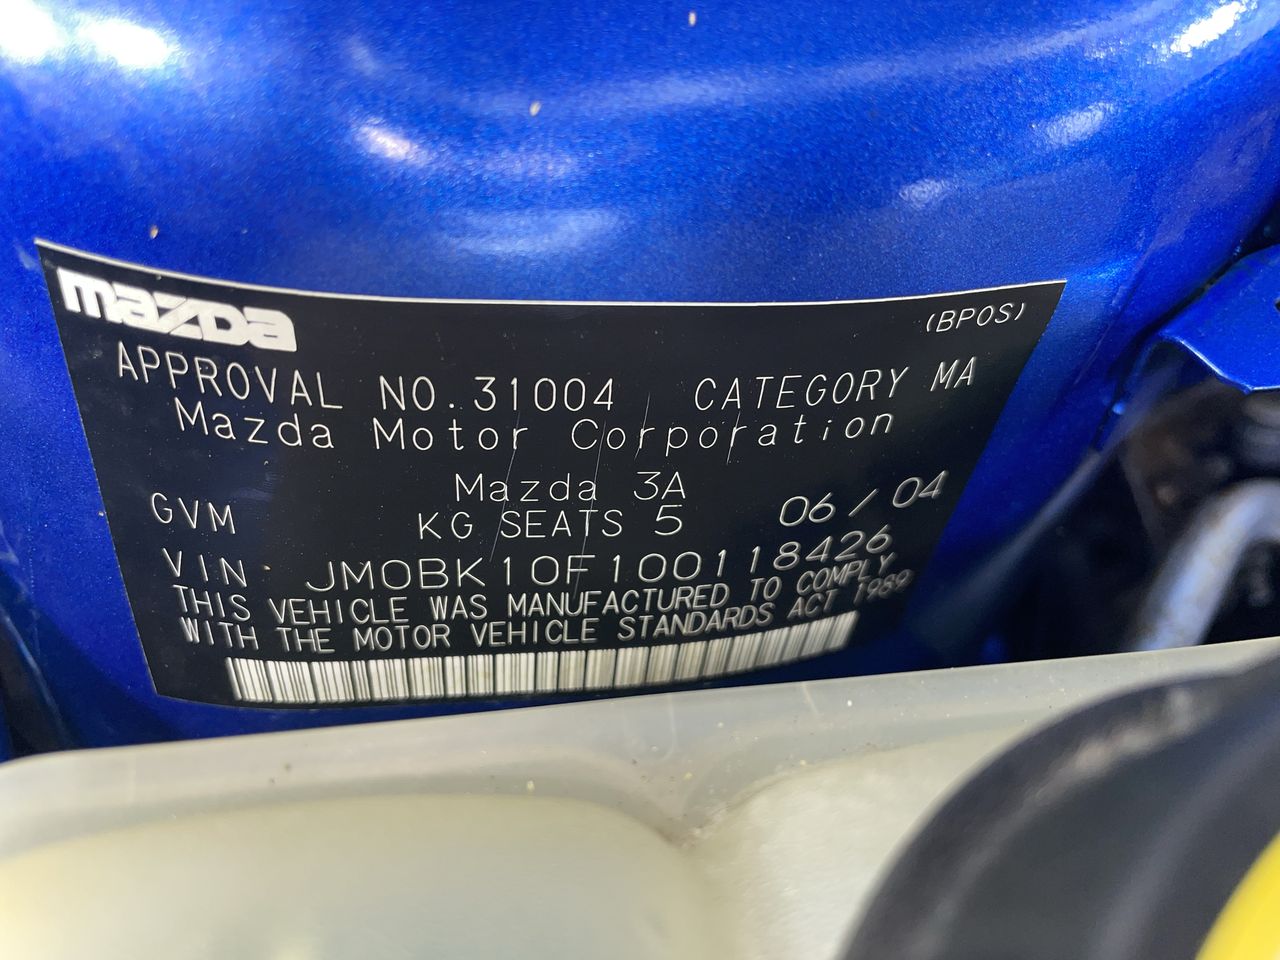 mazda (BP0S)
APPROVAL NO.31004 CATEGORY MA
Mazda Motor Corporation
Mazda 3A 06/04
GVM KG SEATS 5
VIN JM0BK10F100118426
THIS VEHICLE WAS MANUFACTURED TO COMPLY
WITH THE MOTOR VEHICLE STANDARDS ACT 1989